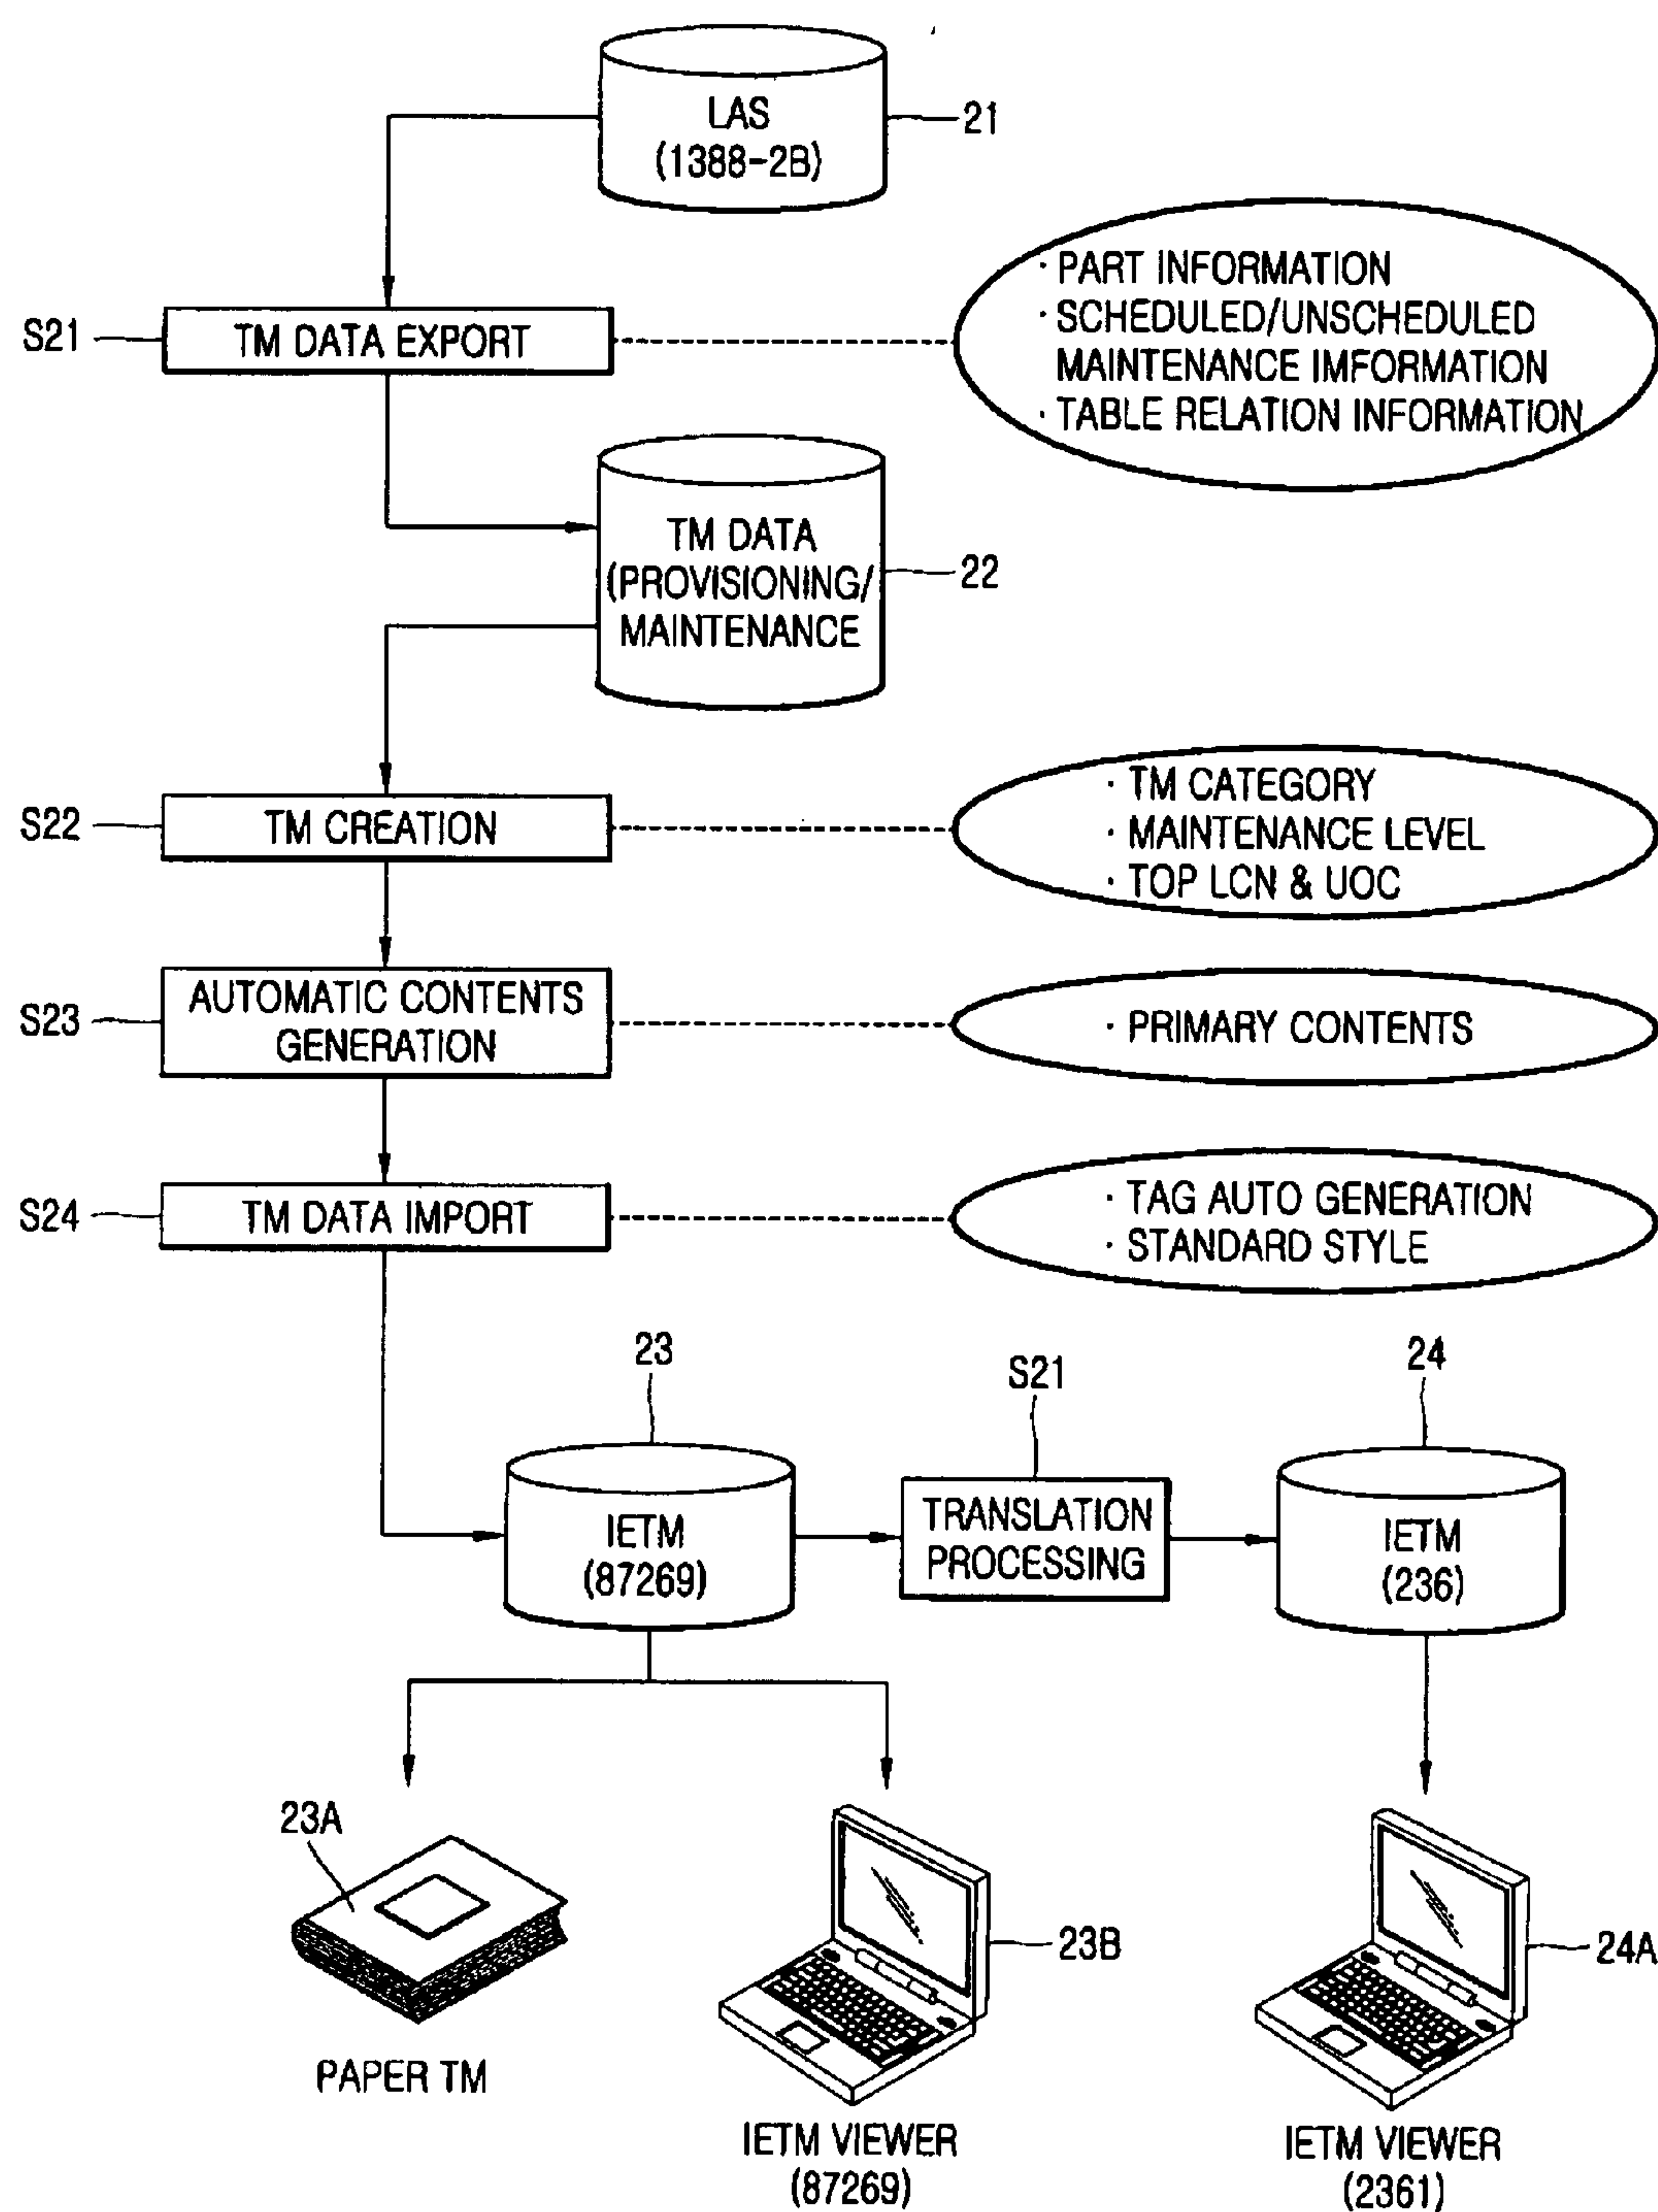 LAS
(1388-2B)
21
· PART INFORMATION
· SCHEDULED/UNSCHEDULED
MAINTENANCE IMFORMATION
· TABLE RELATION INFORMATION
S21
TM DATA EXPORT
TM DATA
(PROVISIONING/
MAINTENANCE
22
S22
TM CREATION
· TM CATEGORY
· MAINTENANCE LEVEL
· TOP LCN & UOC
S23
AUTOMATIC CONTENTS
GENERATION
· PRIMARY CONTENTS
S24
TM DATA IMPORT
· TAG AUTO GENERATION
· STANDARD STYLE
23
S21
24
IETM
(87269)
TRANSLATION
PROCESSING
IETM
(236)
23A
23B
24A
PAPER TM
IETM VIEWER
(87269)
IETM VIEWER
(2361)